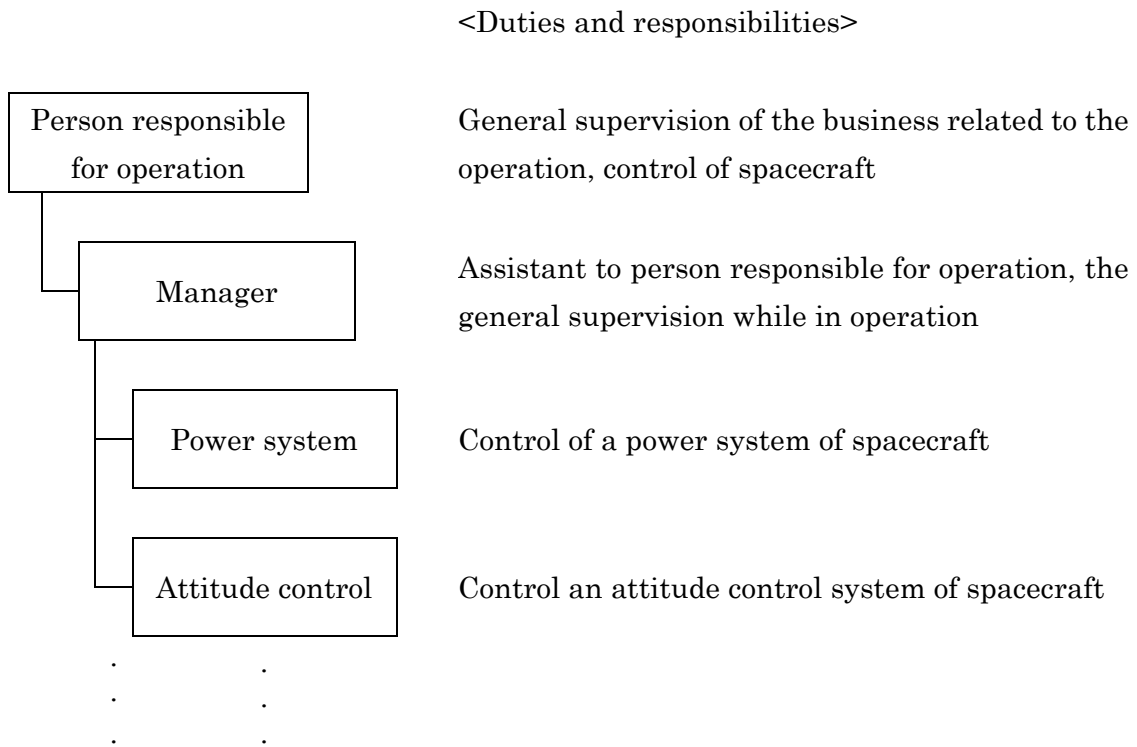 <Duties and responsibilities>
Person responsible
for operation
General supervision of the business related to the
operation, control of spacecraft
Manager
Assistant to person responsible for operation, the
general supervision while in operation
Power system
Control of a power system of spacecraft
Attitude control
Control an attitude control system of spacecraft
. .
. .
. .